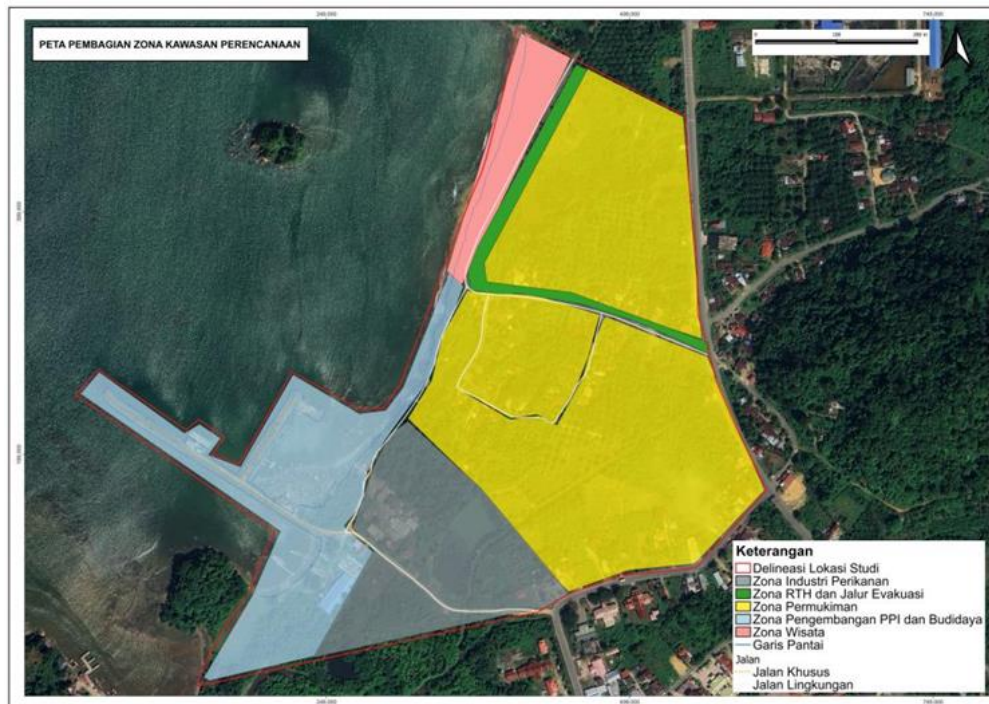 PETA PEMBAGIAN ZONA KAWASAN PERENCANAAN
Keterangan
Delineasi Lokasi Studi
Zona Industri Perikanan
Zona RTH dan Jalur Evakuasi
Zona Permukiman
Zona Pengembangan PPI dan Budidaya
Zona Wisata
Garis Pantai
Jalan
Jalan Khusus
Jalan Lingkungan